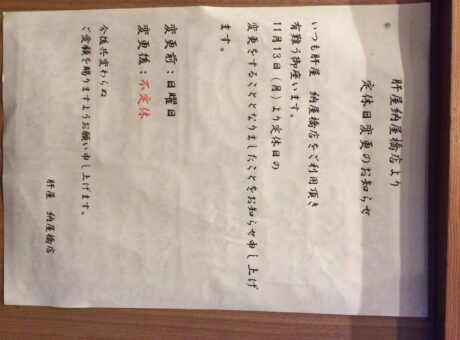 肝屋納屋橋店より
定休日変更のお知らせ
いつも肝屋 納屋橋店をご利用頂き
有難う御座います。
11月13日(月)より定休日の
変更をすることとなりましたことをお知らせ申し上げ
ます。
変更前:日曜日
変更後:不定休
今後共変わらぬ
ご愛顧を賜りますようお願い申し上げます。
肝屋 納屋橋店